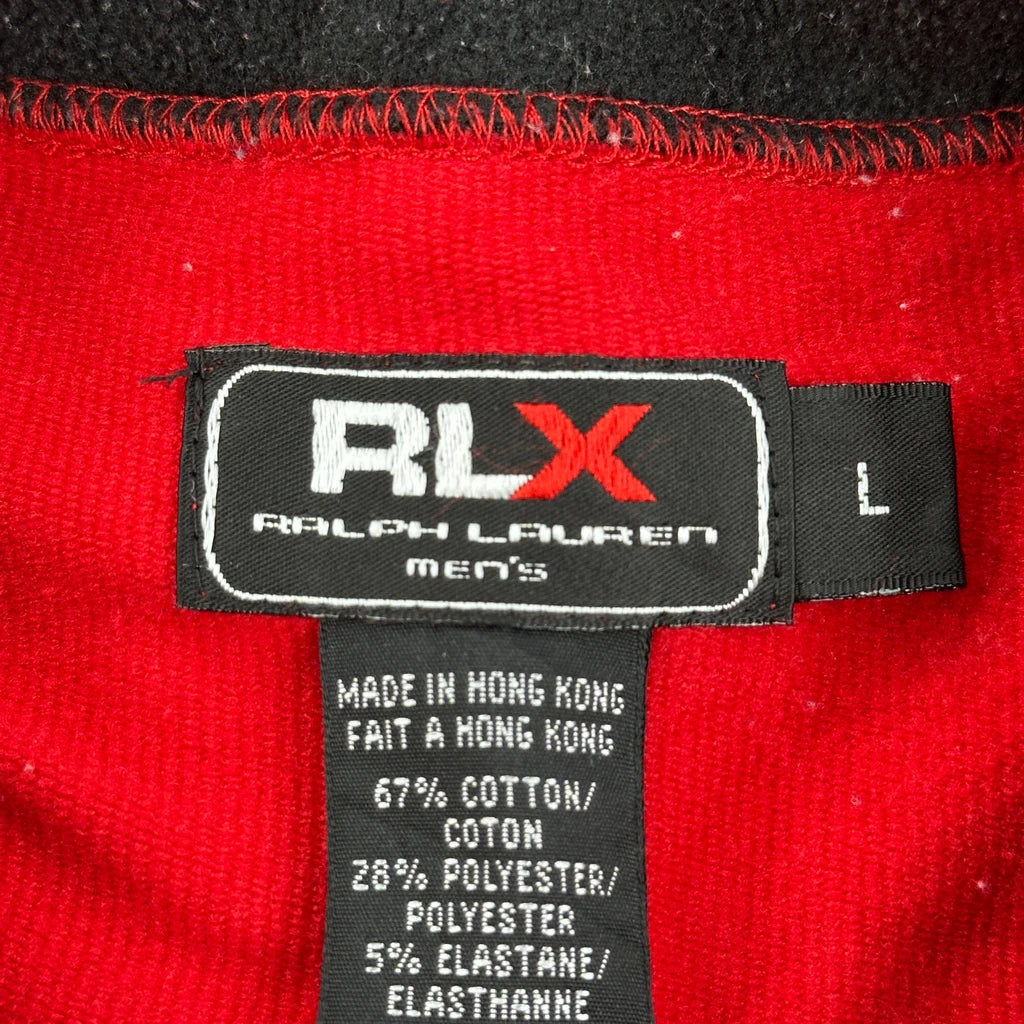 RLX
RALPH LAUREN
men's
L
MADE IN HONG KONG
FAIT A HONG KONG
67% COTTON/
COTON
28% POLYESTER/
POLYESTER
5% ELASTANE/
ELASTHANNE